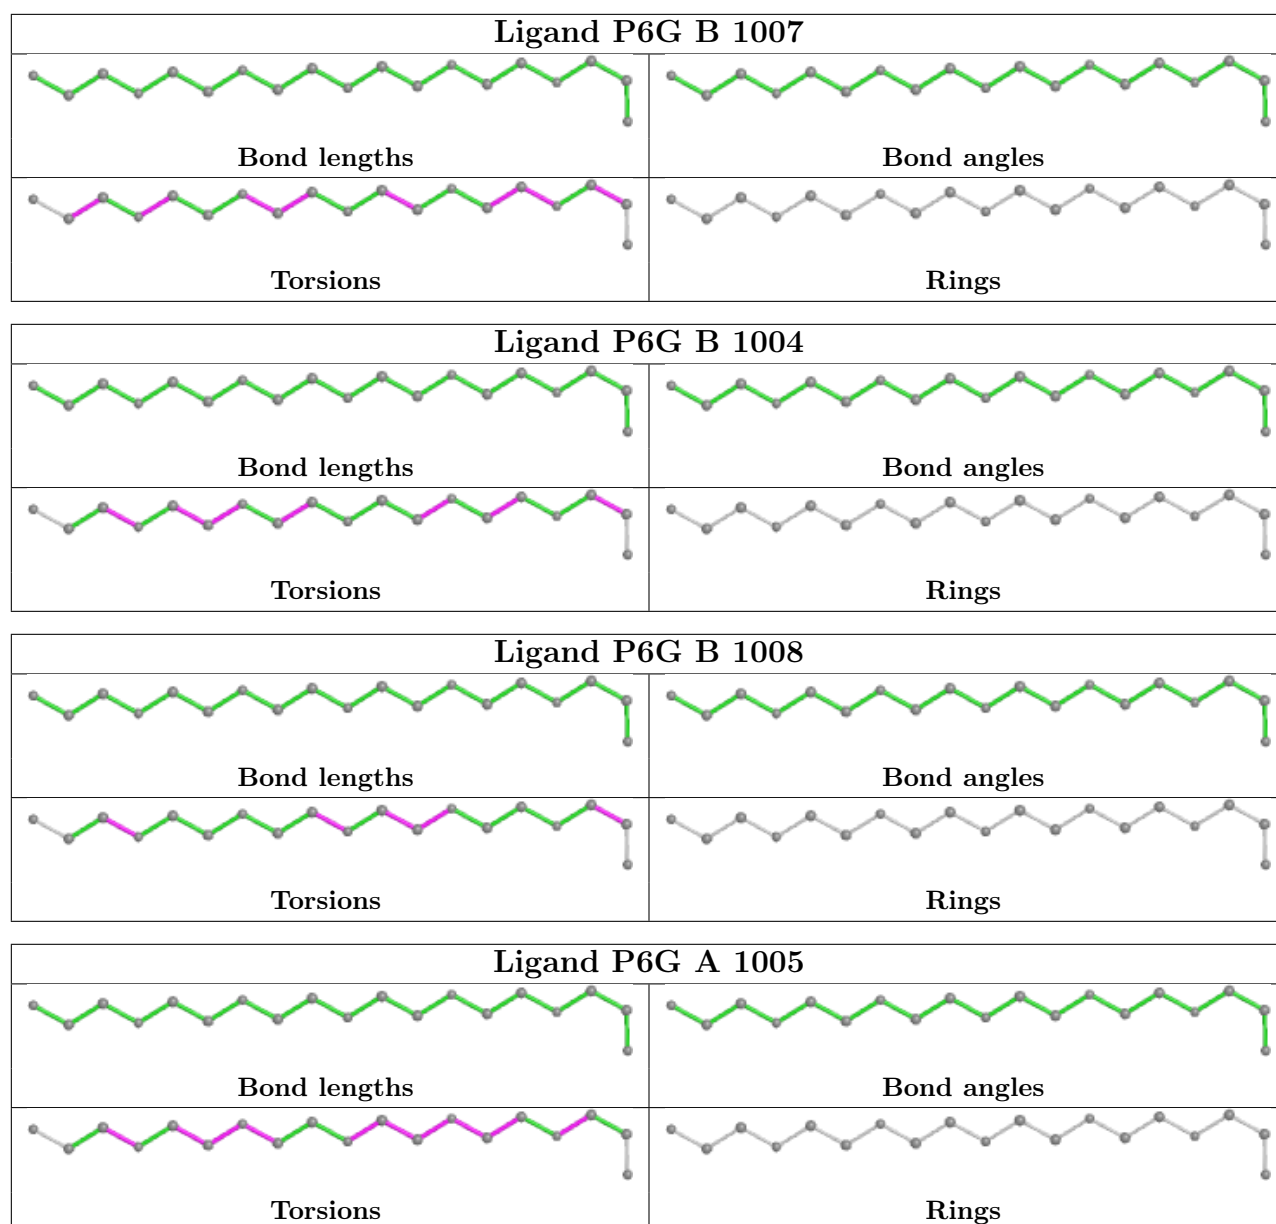 Ligand P6G B 1007
Bond lengths
Bond angles
Torsions
Rings
Ligand P6G B 1004
Bond lengths
Bond angles
Torsions
Rings
Ligand P6G B 1008
Bond lengths
Bond angles
Torsions
Rings
Ligand P6G A 1005
Bond lengths
Bond angles
Torsions
Rings